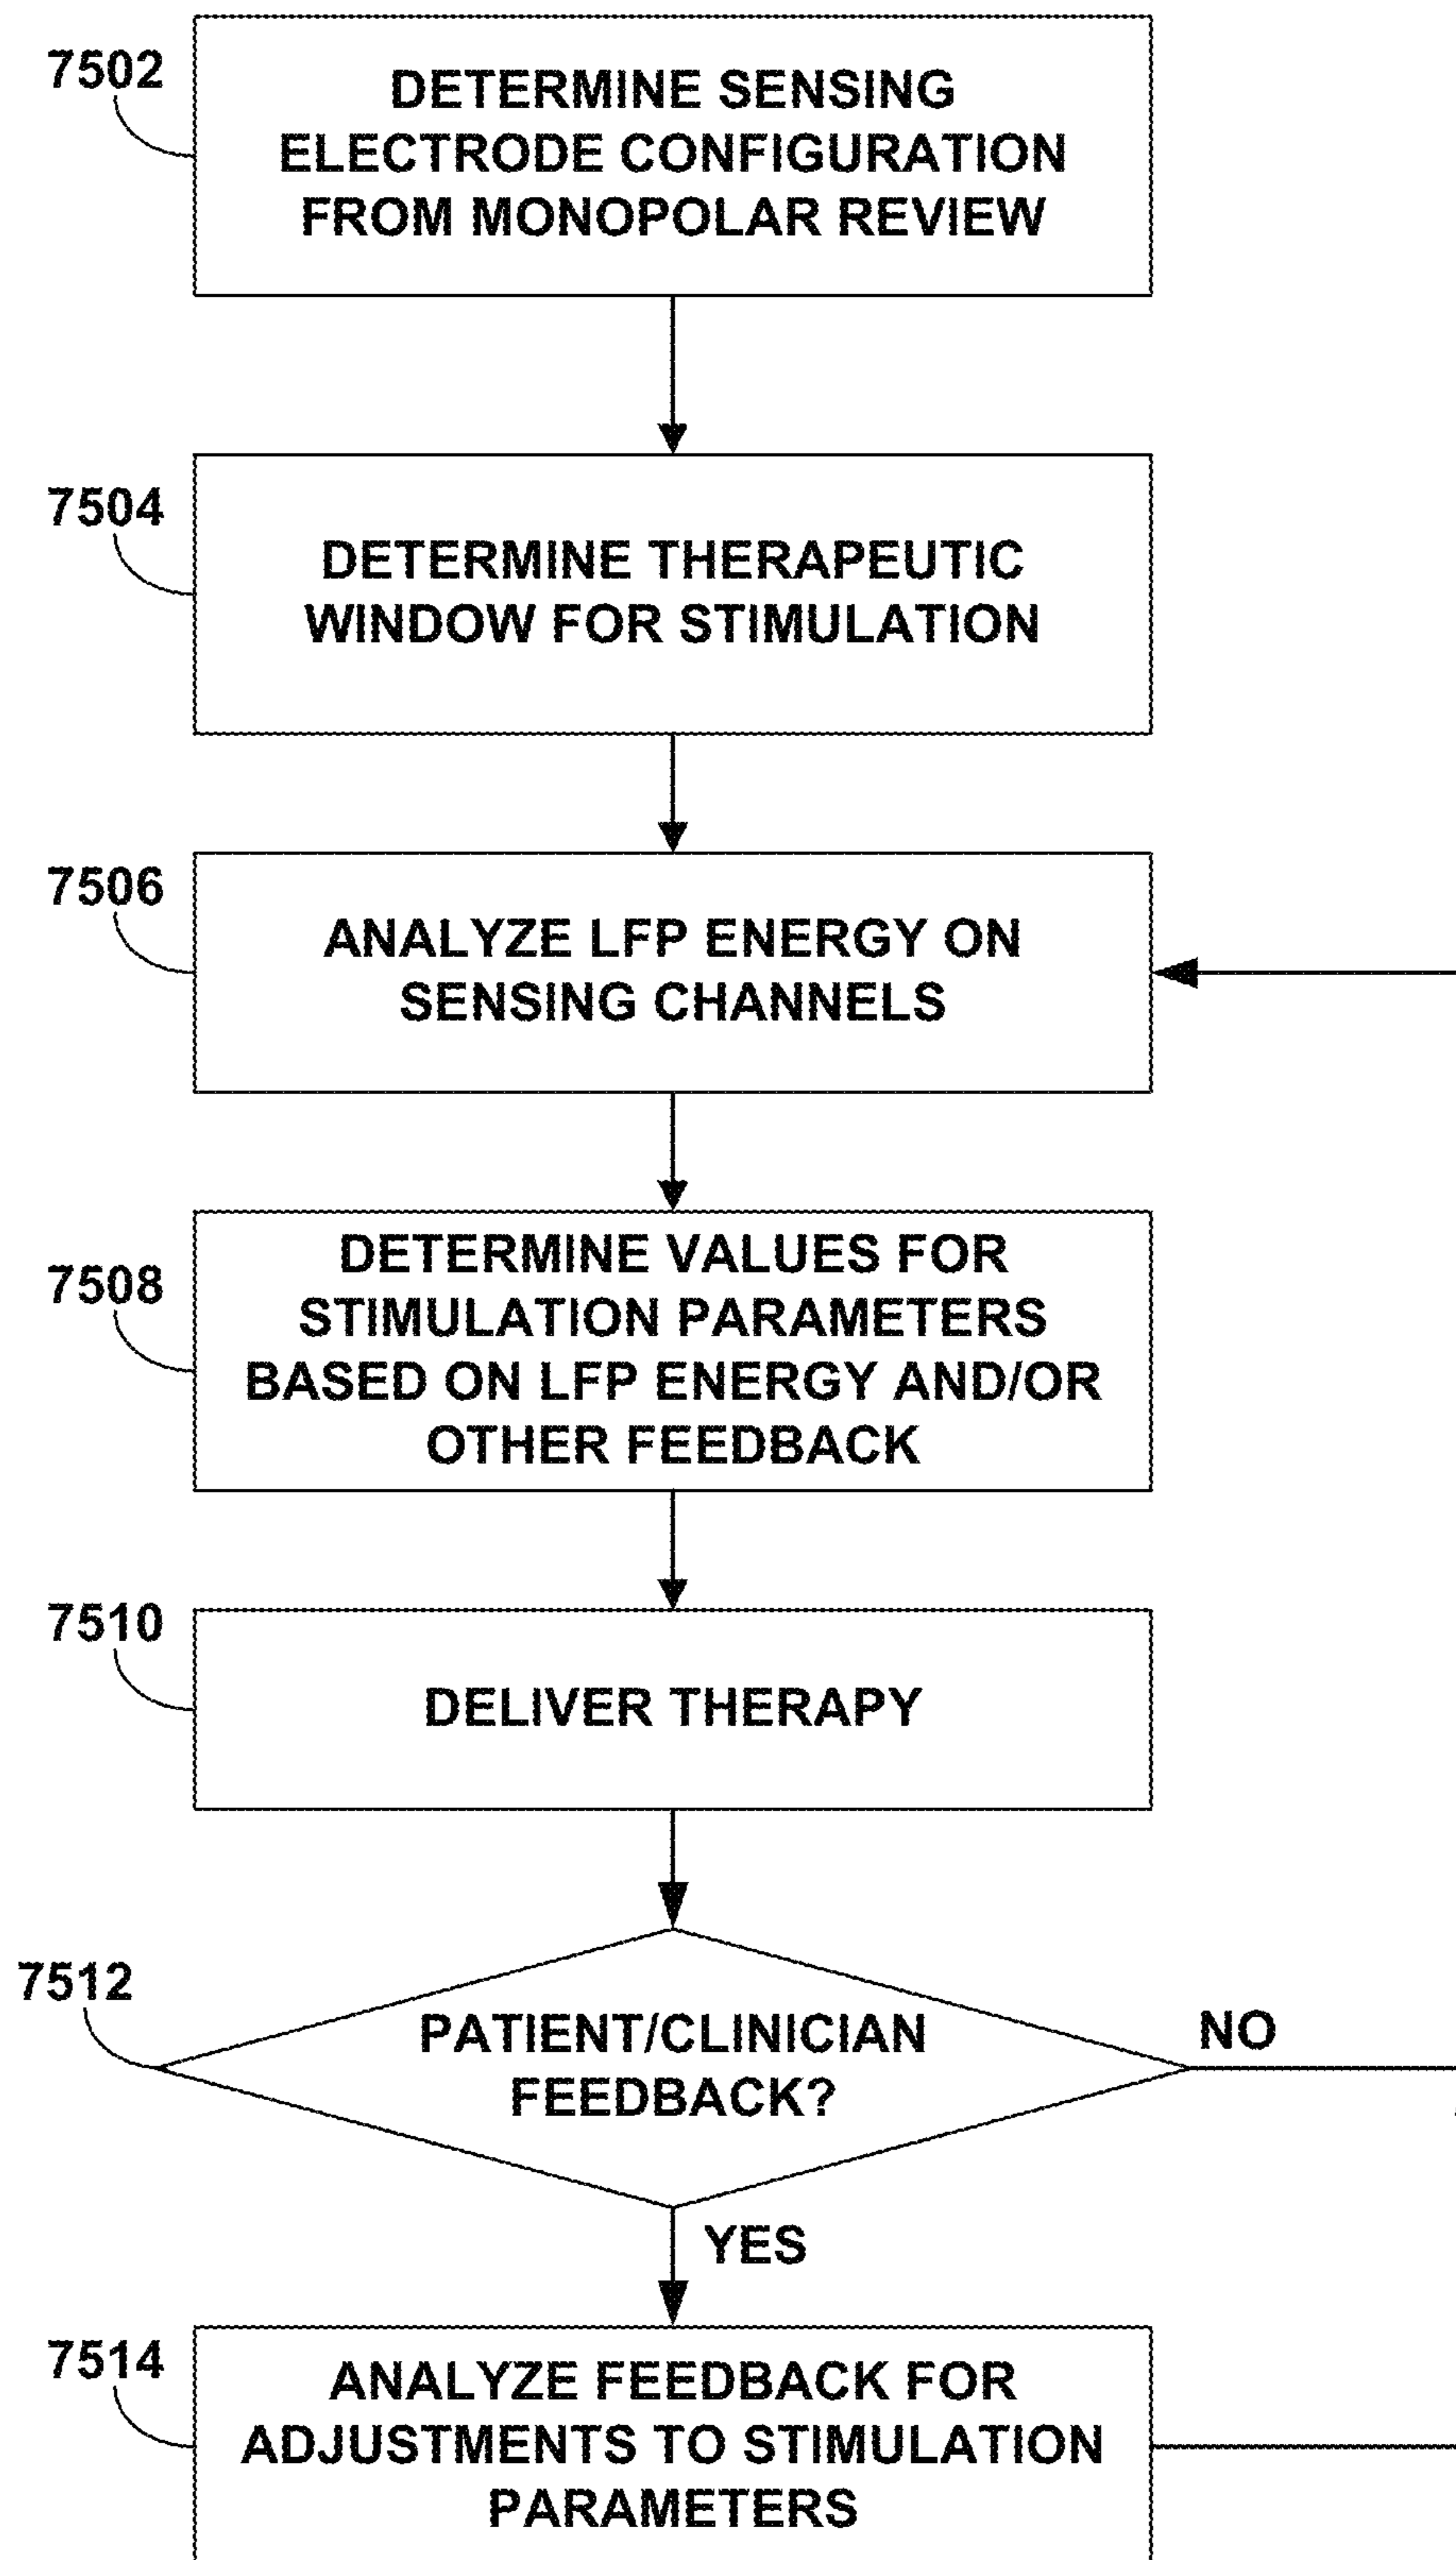 7502
DETERMINE SENSING
ELECTRODE CONFIGURATION
FROM MONOPOLAR REVIEW
7504
DETERMINE THERAPEUTIC
WINDOW FOR STIMULATION
7506
ANALYZE LFP ENERGY ON
SENSING CHANNELS
7508
DETERMINE VALUES FOR
STIMULATION PARAMETERS
BASED ON LFP ENERGY AND/OR
OTHER FEEDBACK
7510
DELIVER THERAPY
7512
PATIENT/CLINICIAN
FEEDBACK?
NO
YES
7514
ANALYZE FEEDBACK FOR
ADJUSTMENTS TO STIMULATION
PARAMETERS